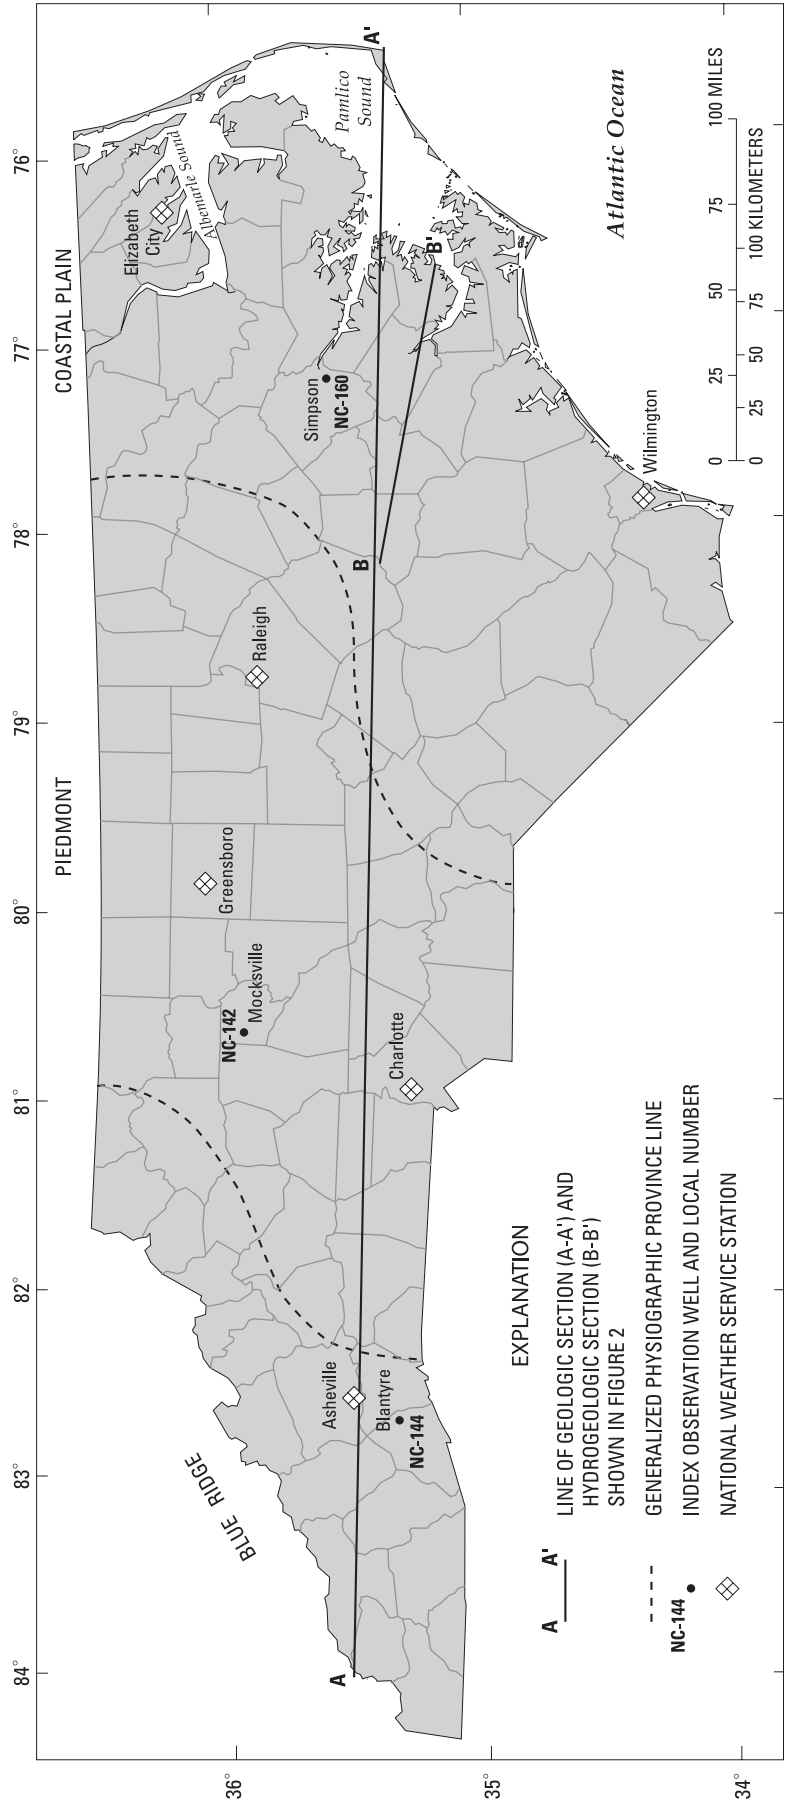 84°
83°
82°
81°
80°
79°
78°
77°
76°
36°
35°
34°
BLUE RIDGE
PIEDMONT
COASTAL PLAIN
Elizabeth
City
Albemarle Sound
Pamlico
Sound
Raleigh
Greensboro
NC-142
Mocksville
Simpson
NC-160
A
A'
B
B'
Asheville
Blantyre
NC-144
Charlotte
Wilmington
Atlantic Ocean
EXPLANATION
A A'
LINE OF GEOLOGIC SECTION (A-A') AND
HYDROGEOLOGIC SECTION (B-B')
SHOWN IN FIGURE 2
GENERALIZED PHYSIOGRAPHIC PROVINCE LINE
NC-144
INDEX OBSERVATION WELL AND LOCAL NUMBER
NATIONAL WEATHER SERVICE STATION
0 25 50 75 100 MILES
0 25 50 75 100 KILOMETERS